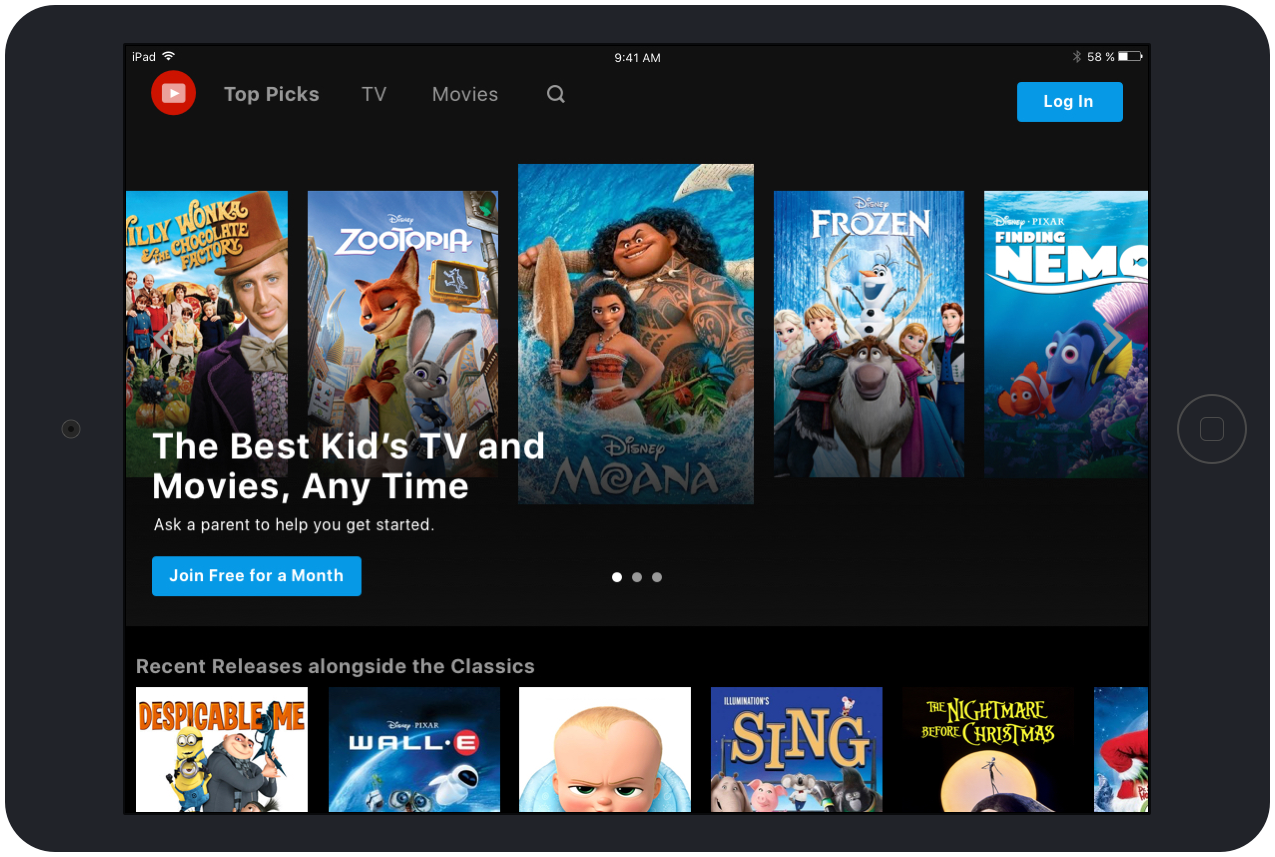 iPad
9:41 AM
58 %
Top Picks
TV
Movies
Log In
ILLY WONKA
& THE CHOCOLATE
FACTORY
Disney
ZOOTOPIA
Disney
MOANA
Disney
FROZEN
Disney · PIXAR
FINDING
NEMO
The Best Kid’s TV and
Movies, Any Time
Ask a parent to help you get started.
Join Free for a Month
Recent Releases alongside the Classics
DESPICABLE ME
Disney · PIXAR
WALL·E
ILLUMINATION'S
SING
THE NIGHTMARE
BEFORE CHRISTMAS